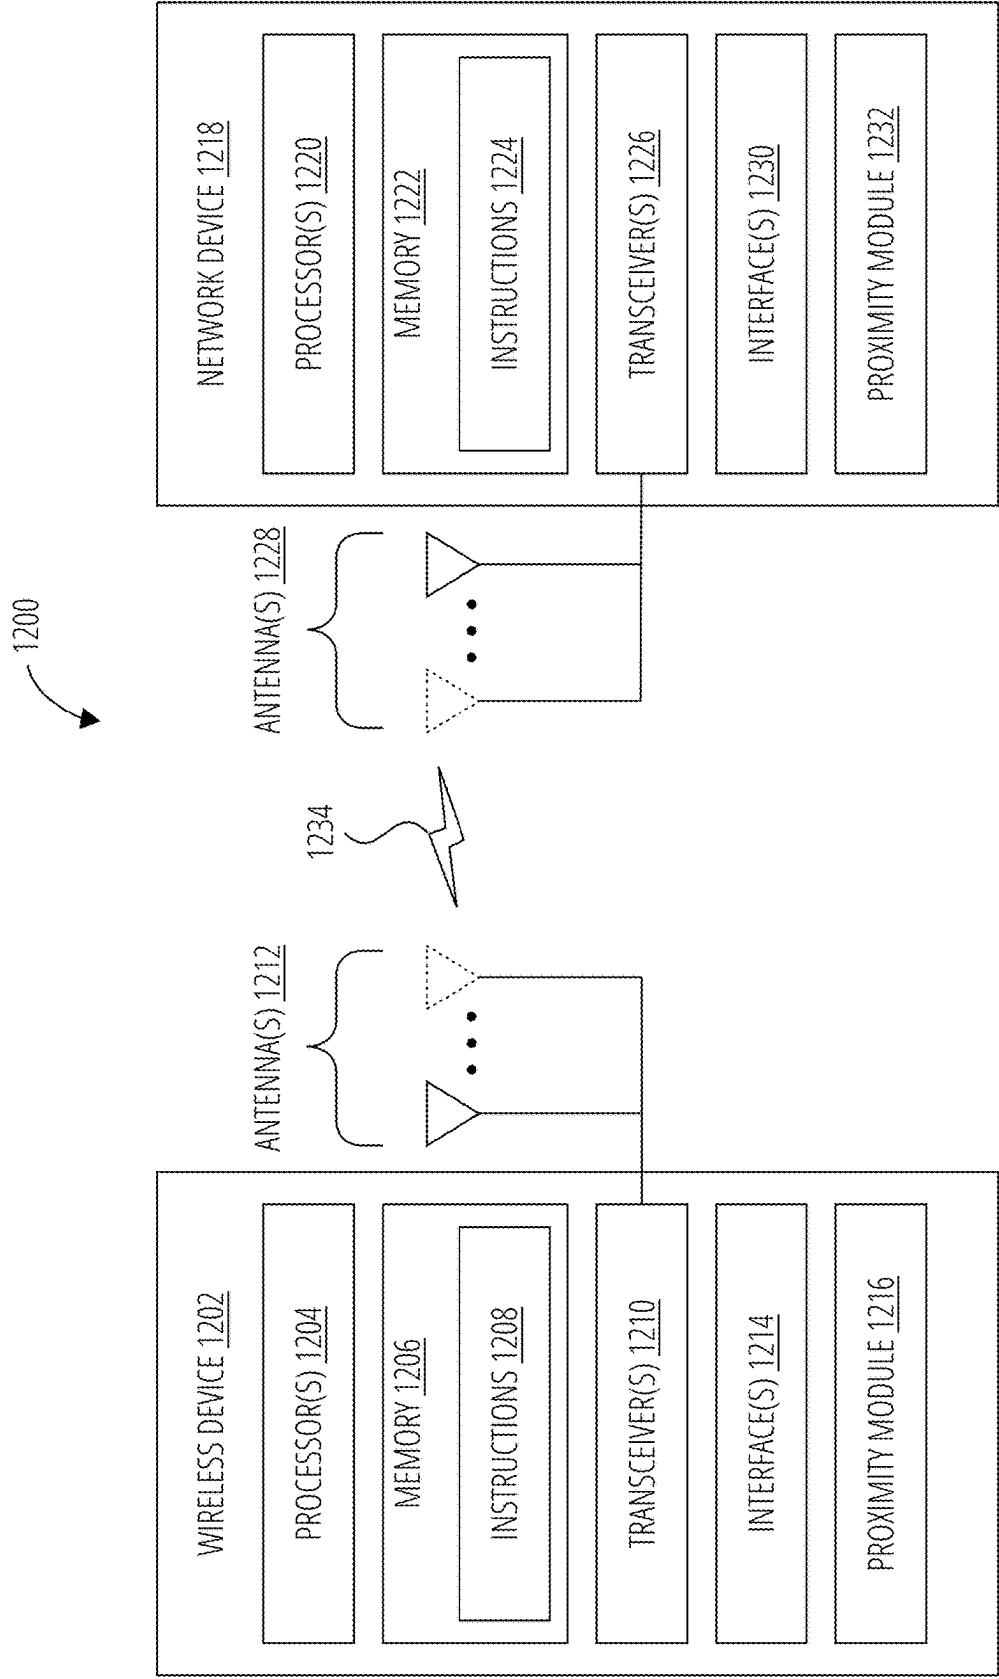 1200
WIRELESS DEVICE 1202
PROCESSOR(S) 1204
MEMORY 1206
INSTRUCTIONS 1208
TRANSCEIVER(S) 1210
INTERFACE(S) 1214
PROXIMITY MODULE 1216
ANTENNA(S) 1212
1234
ANTENNA(S) 1228
NETWORK DEVICE 1218
PROCESSOR(S) 1220
MEMORY 1222
INSTRUCTIONS 1224
TRANSCEIVER(S) 1226
INTERFACE(S) 1230
PROXIMITY MODULE 1232